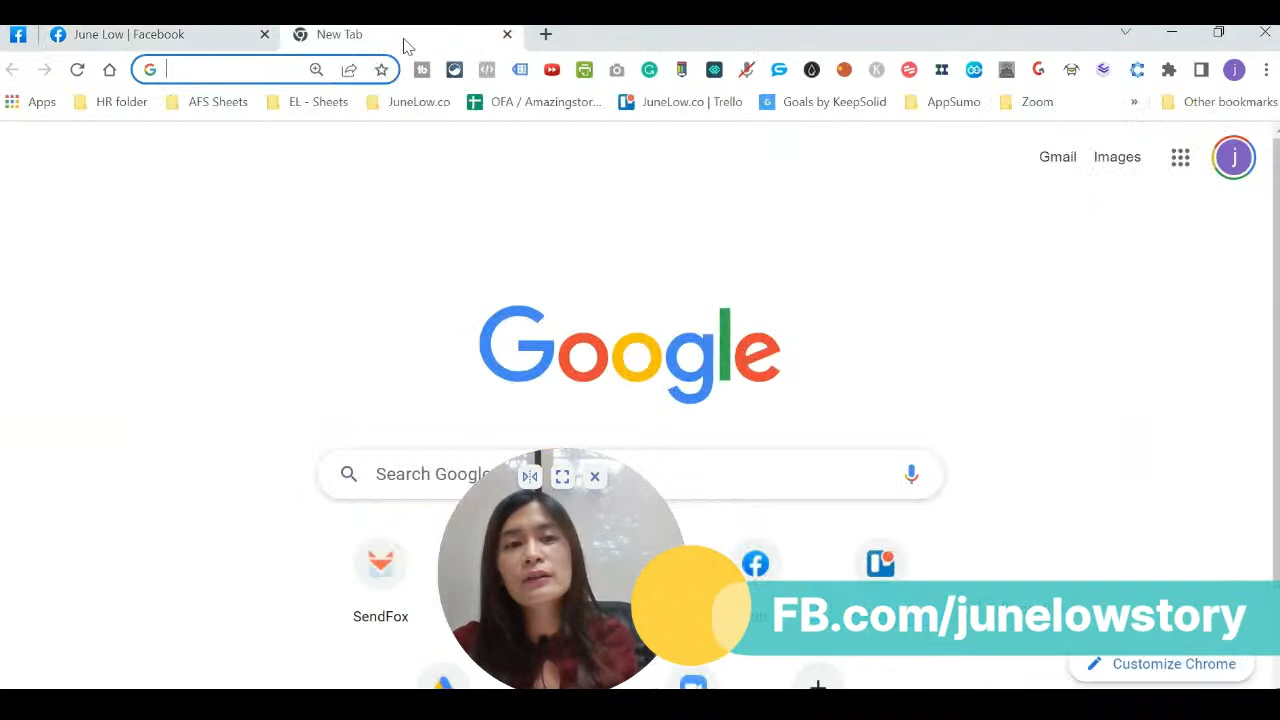 June Low | Facebook
New Tab
Apps
HR folder
AFS Sheets
EL - Sheets
JuneLow.co
OFA / Amazingstor...
JuneLow.co | Trello
Goals by KeepSolid
AppSumo
Zoom
»
Other bookmarks
Gmail
Images
j
Google
Search Google
SendFox
FB.com/junelowstory
Customize Chrome